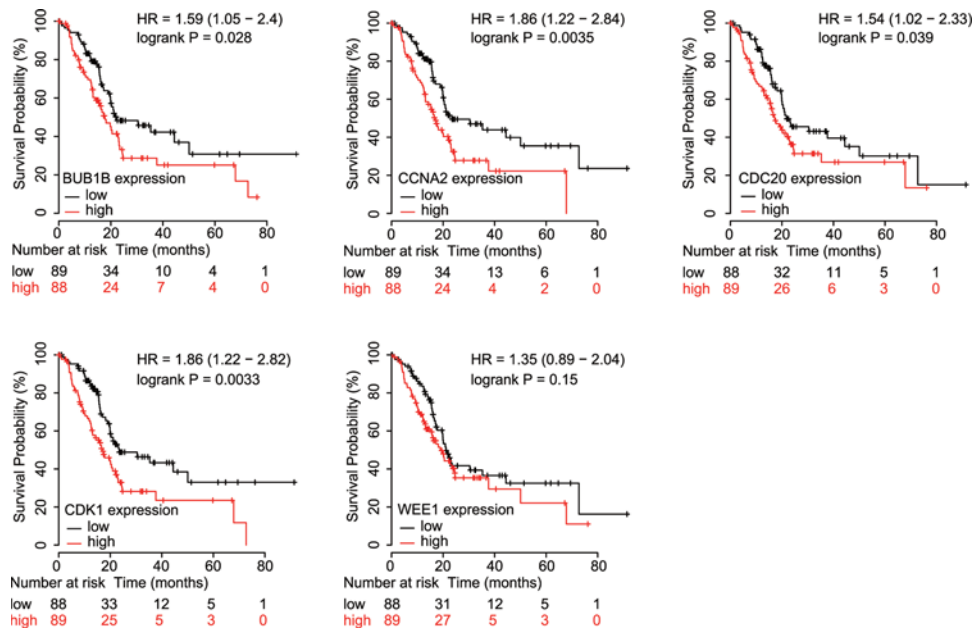 HR = 1.59 (1.05 − 2.4)
logrank P = 0.028
Survival Probability (%)
100
80
60
40
20
0
BUB1B expression
low
high
0 20 40 60 80
Number at risk Time (months)
low 89 34 10 4 1
high 88 24 7 4 0
HR = 1.86 (1.22 − 2.84)
logrank P = 0.0035
Survival Probability (%)
100
80
60
40
20
0
CCNA2 expression
low
high
0 20 40 60 80
Number at risk Time (months)
low 89 34 13 6 1
high 88 24 4 2 0
HR = 1.54 (1.02 − 2.33)
logrank P = 0.039
Survival Probability (%)
100
80
60
40
20
0
CDC20 expression
low
high
0 20 40 60 80
Number at risk Time (months)
low 88 32 11 5 1
high 89 26 6 3 0
HR = 1.86 (1.22 − 2.82)
logrank P = 0.0033
Survival Probability (%)
100
80
60
40
20
0
CDK1 expression
low
high
0 20 40 60 80
Number at risk Time (months)
low 88 33 12 5 1
high 89 25 5 3 0
HR = 1.35 (0.89 − 2.04)
logrank P = 0.15
Survival Probability (%)
100
80
60
40
20
0
WEE1 expression
low
high
0 20 40 60 80
Number at risk Time (months)
low 88 31 12 5 1
high 89 27 5 3 0